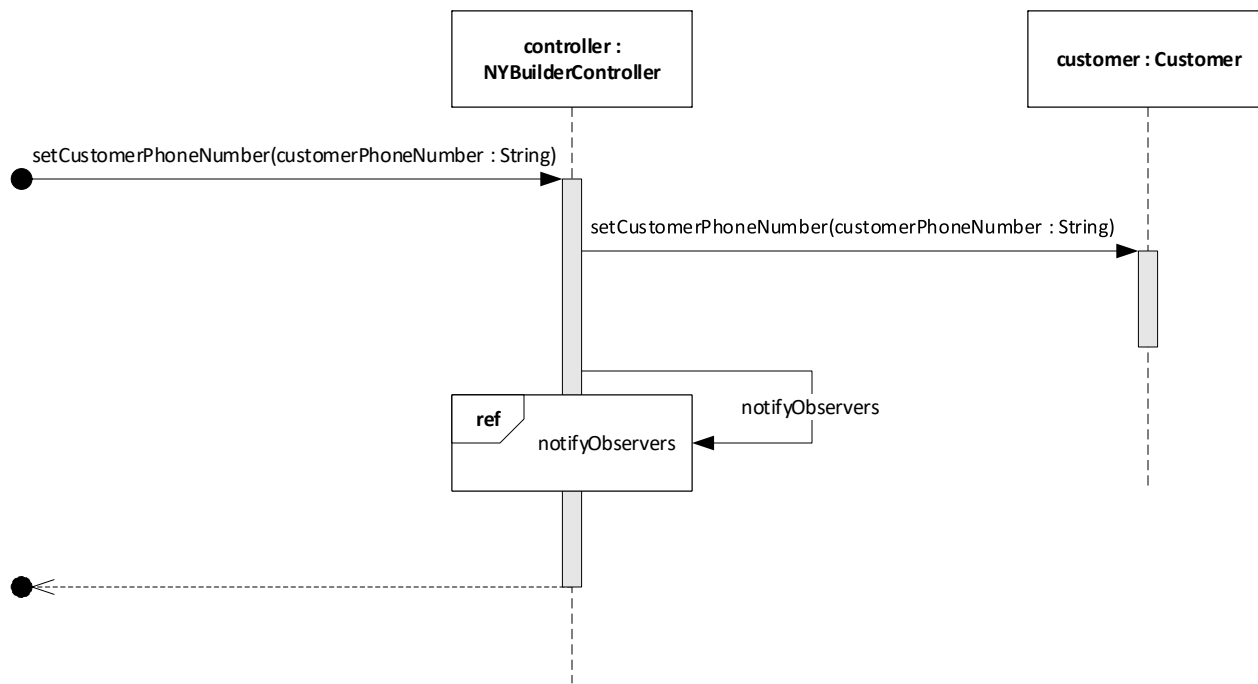 controller :
NYBuilderController
customer : Customer
setCustomerPhoneNumber(customerPhoneNumber : String)
setCustomerPhoneNumber(customerPhoneNumber : String)
notifyObservers
ref
notifyObservers